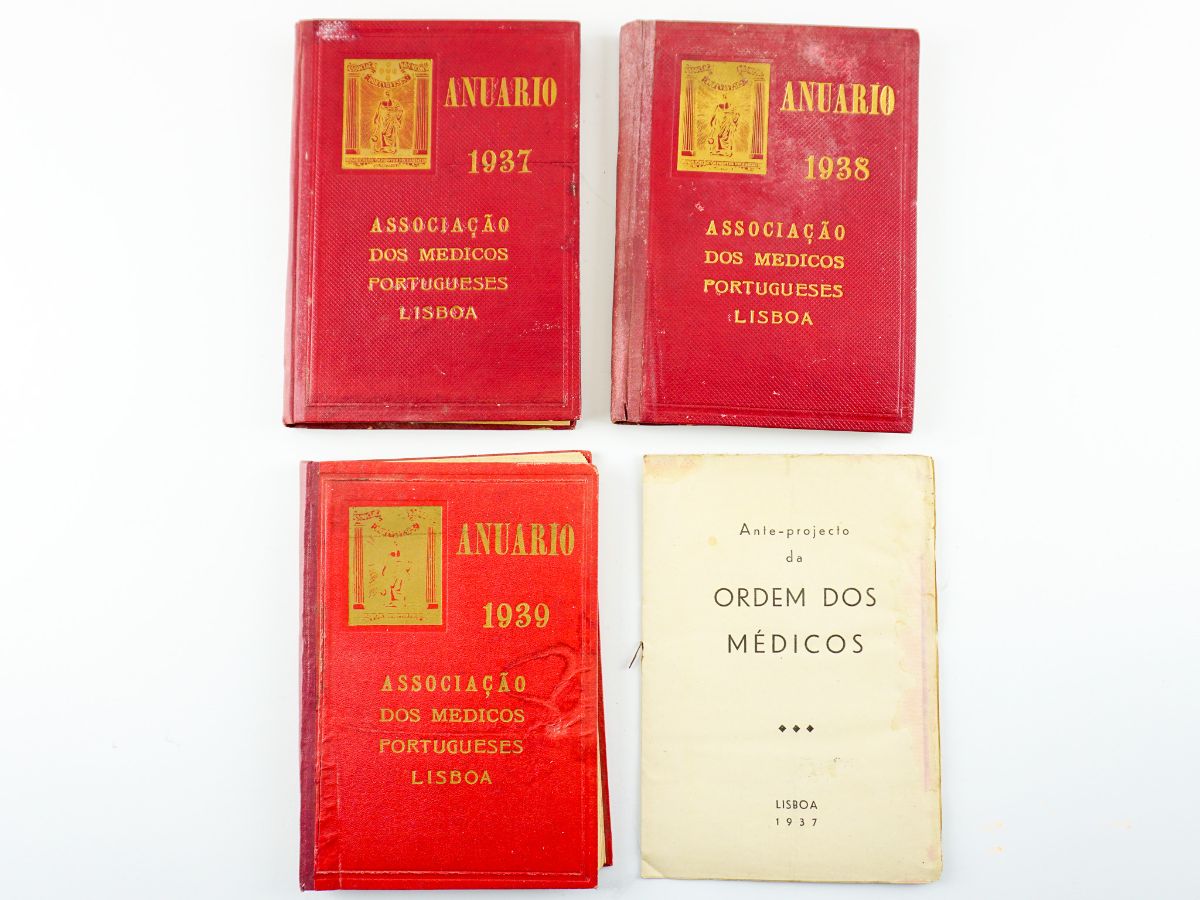 ANUARIO
1937
ASSOCIAÇÃO
DOS MEDICOS
PORTUGUESES
LISBOA
ANUARIO
1938
ASSOCIAÇÃO
DOS MEDICOS
PORTUGUESES
LISBOA
ANUARIO
1939
ASSOCIAÇÃO
DOS MEDICOS
PORTUGUESES
LISBOA
Ante-projecto
da
ORDEM DOS
MÉDICOS
LISBOA
1937